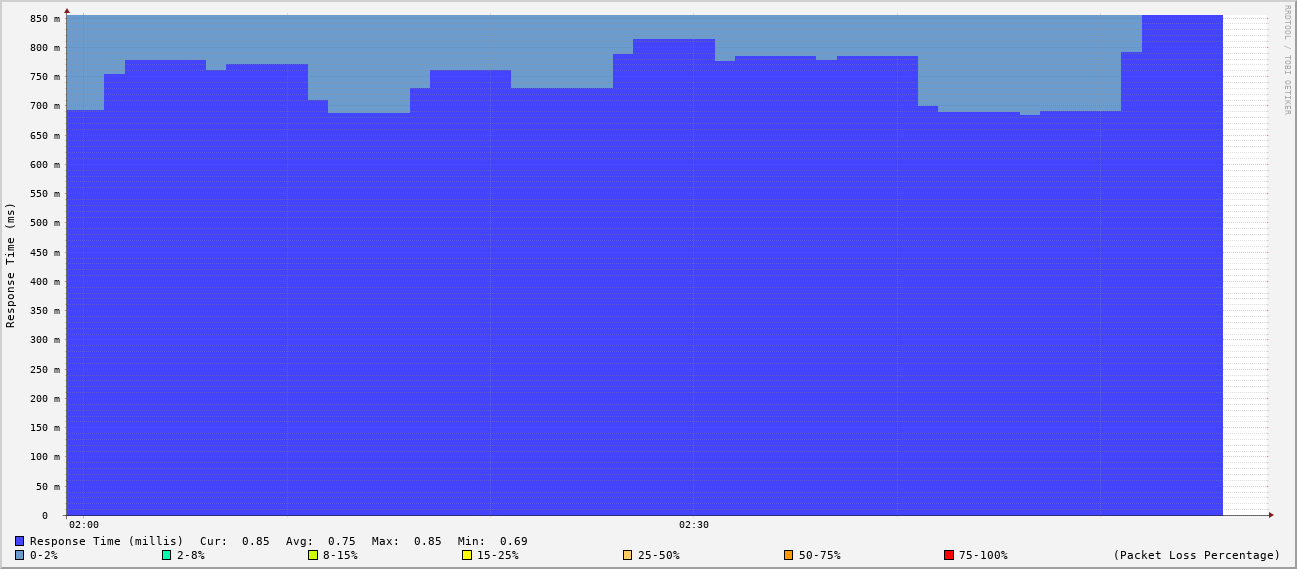 RRDTOOL / TOBI OETIKER
Response Time (ms)
850 m
800 m
750 m
700 m
650 m
600 m
550 m
500 m
450 m
400 m
350 m
300 m
250 m
200 m
150 m
100 m
50 m
0
02:00 02:30
Response Time (millis) Cur: 0.85 Avg: 0.75 Max: 0.85 Min: 0.69
0-2% 2-8% 8-15% 15-25% 25-50% 50-75% 75-100% (Packet Loss Percentage)